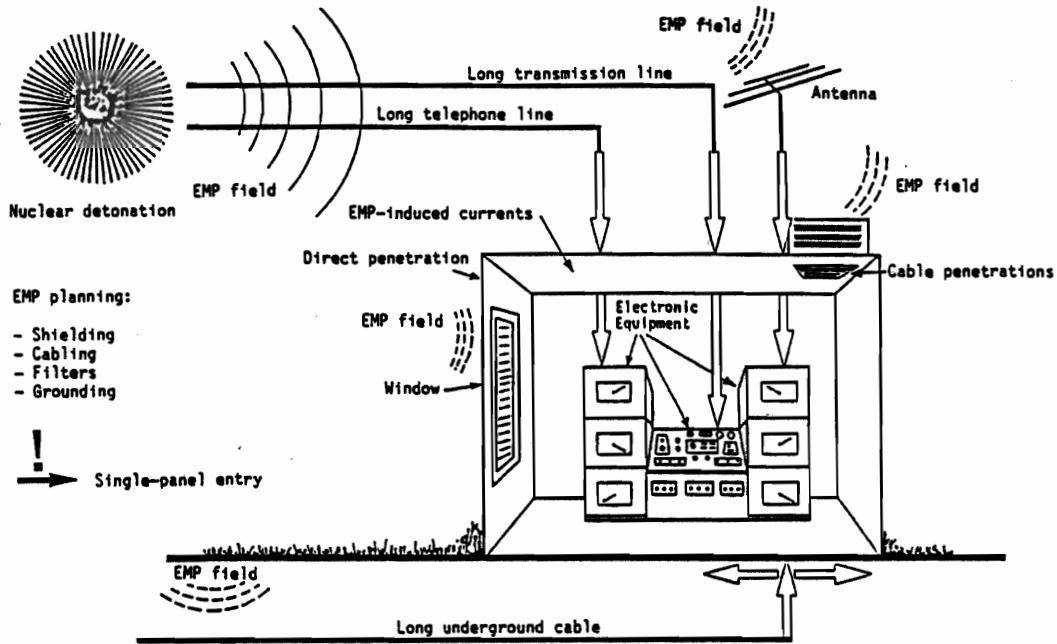 EMP field
Long transmission line
Antenna
Long telephone line
EMP field
EMP field
Nuclear detonation
EMP-induced currents
Direct penetration
Cable penetrations
EMP planning:
- Shielding
- Cabling
- Filters
- Grounding
Electronic
Equipment
EMP field
Window
!
Single-panel entry
EMP field
Long underground cable